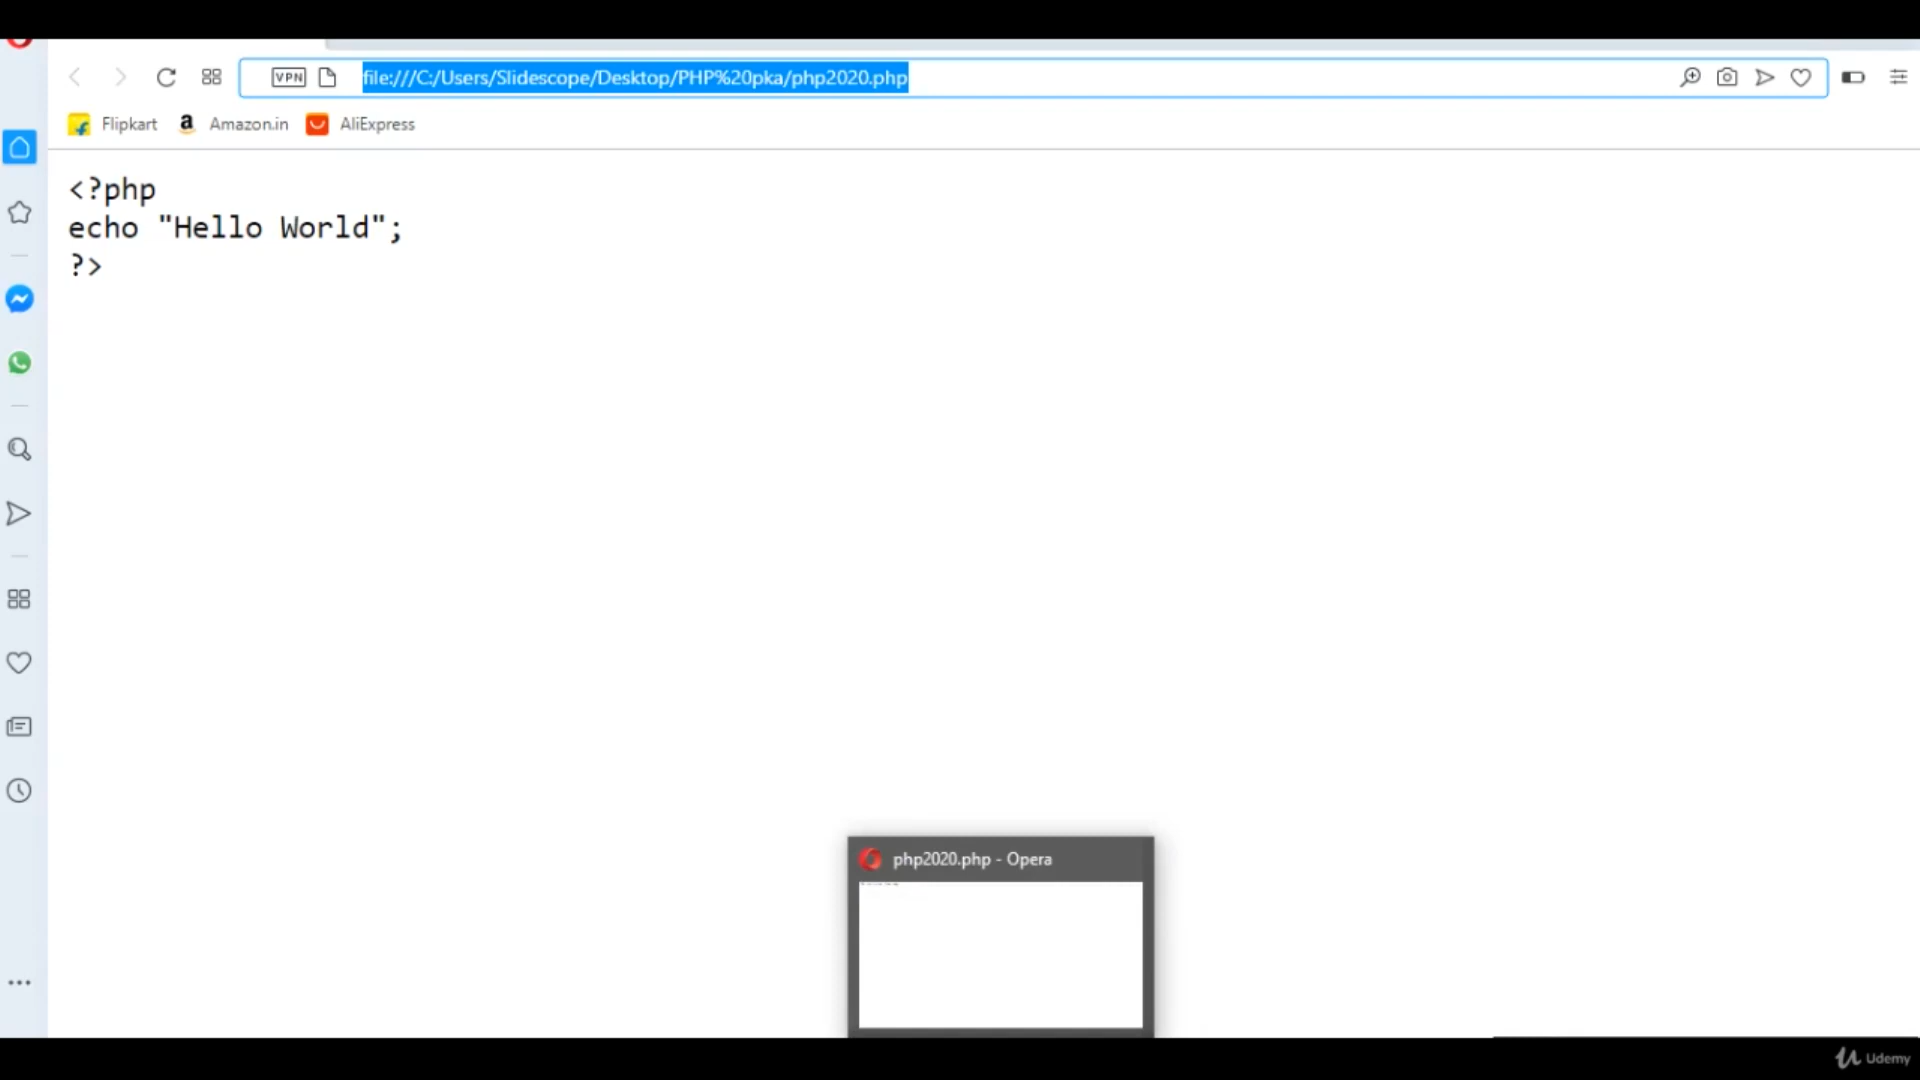 VPN
file:///C:/Users/Slidescope/Desktop/PHP%20pka/php2020.php
Flipkart
Amazon.in
AliExpress
<?php
echo "Hello World";
?>
php2020.php - Opera
Udemy